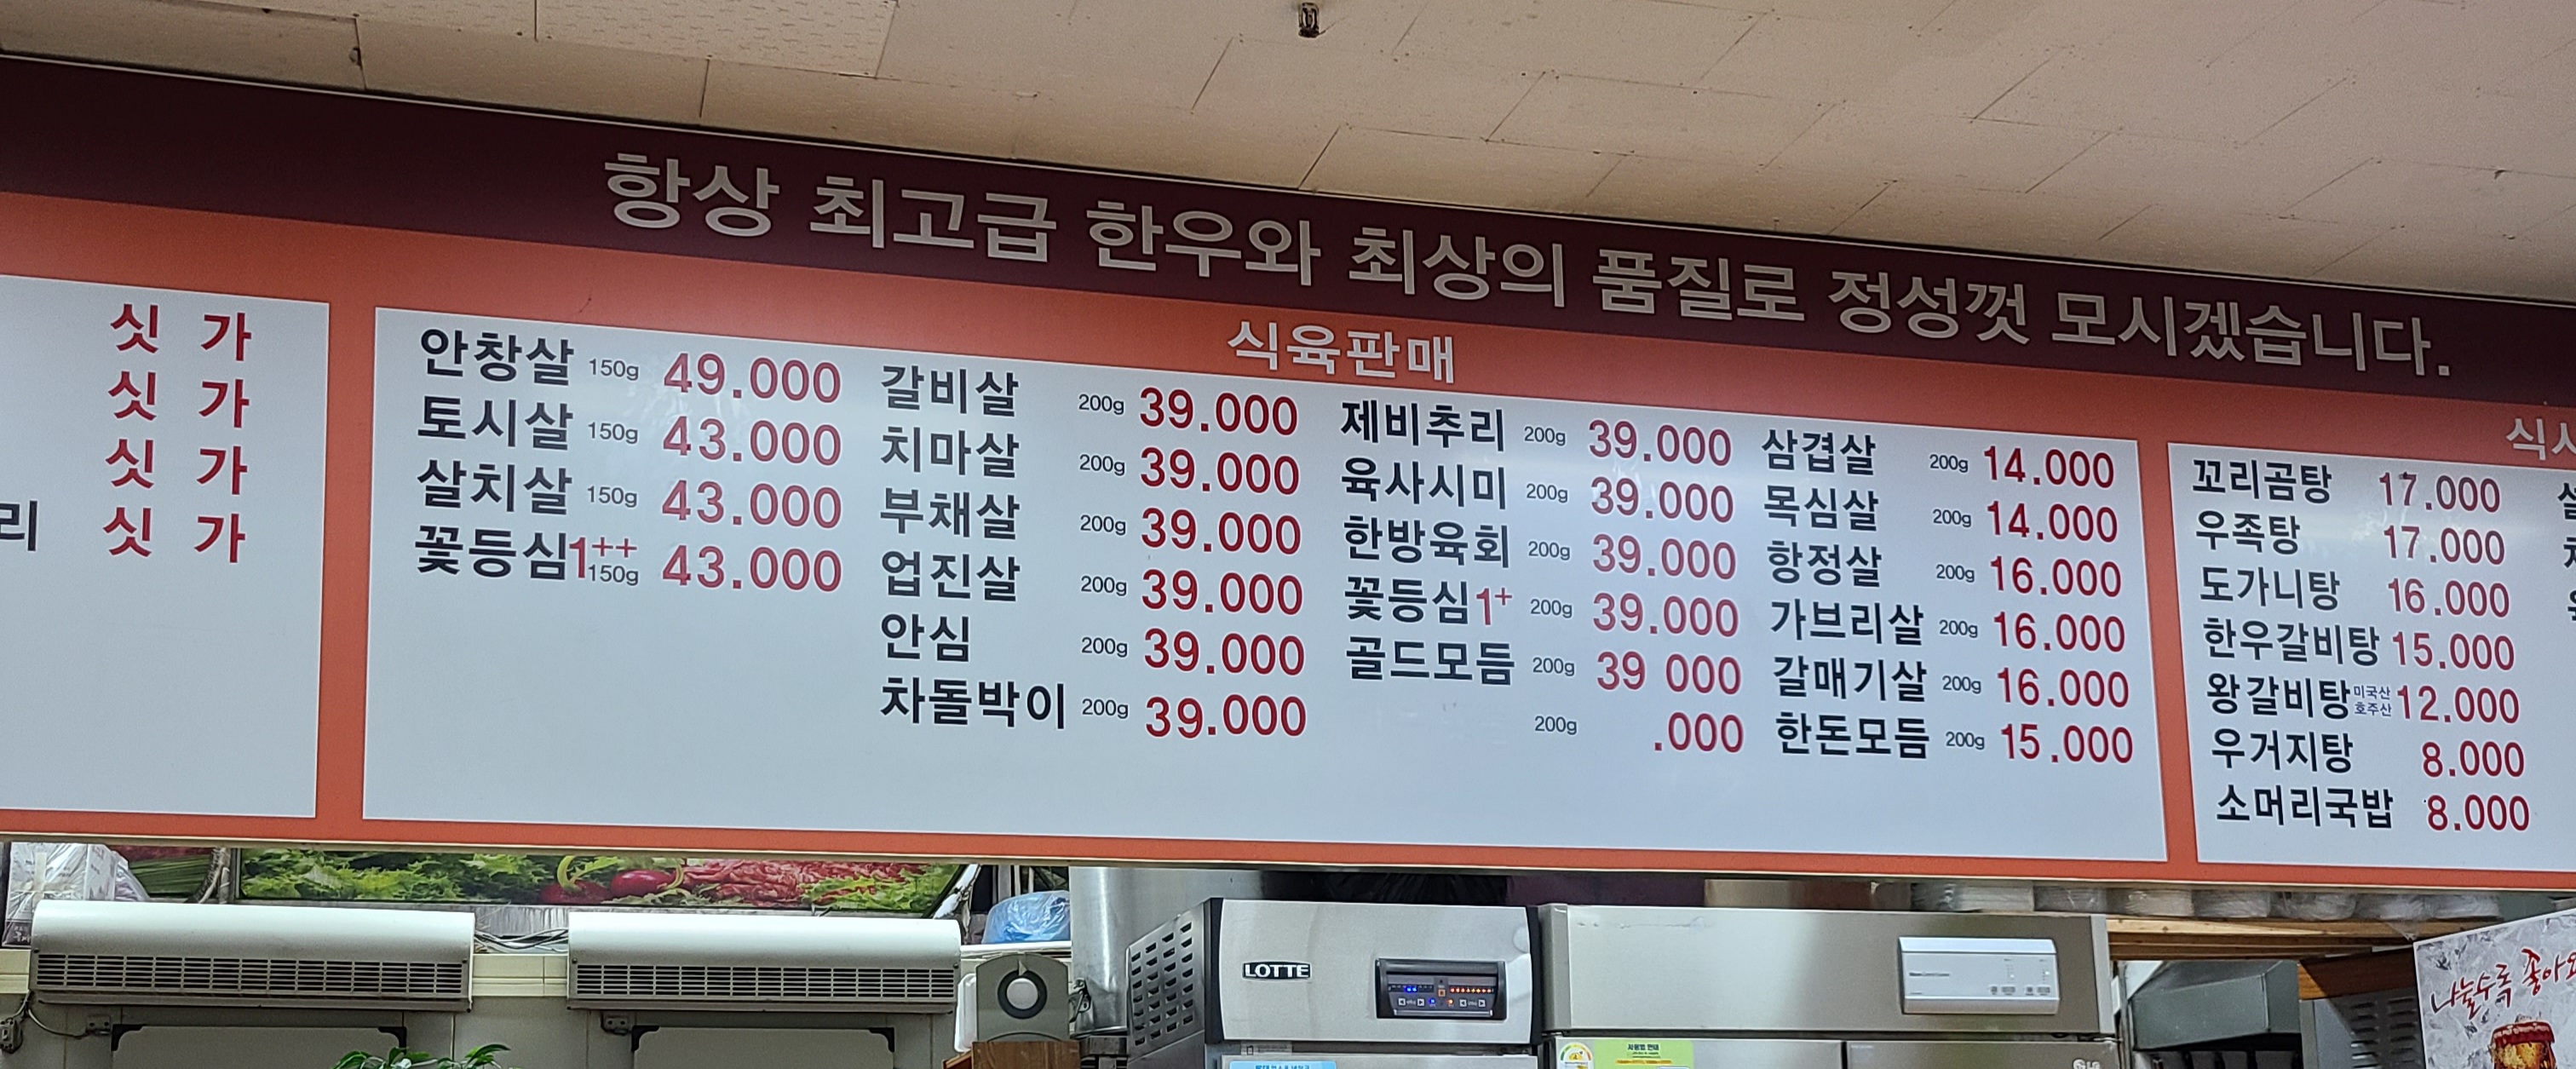 항상 최고급 한우와 최상의 품질로 정성껏 모시겠습니다.
싯 가
싯 가
싯 가
리 싯 가
식육판매
안창살 150g 49.000
토시살 150g 43.000
살치살 150g 43.000
꽃등심1++ 150g 43.000
갈비살 200g 39.000
치마살 200g 39.000
부채살 200g 39.000
업진살 200g 39.000
안심 200g 39.000
차돌박이 200g 39.000
제비추리 200g 39.000
육사시미 200g 39.000
한방육회 200g 39.000
꽃등심1+ 200g 39.000
골드모듬 200g 39 000
200g .000
삼겹살 200g 14.000
목심살 200g 14.000
항정살 200g 16.000
가브리살 200g 16.000
갈매기살 200g 16.000
한돈모듬 200g 15.000
식사
꼬리곰탕 17.000
우족탕 17.000
도가니탕 16.000
한우갈비탕 15.000
왕갈비탕 미국산 호주산 12.000
우거지탕 8.000
소머리국밥 8.000
LOTTE
나눌수록 좋아요
LG